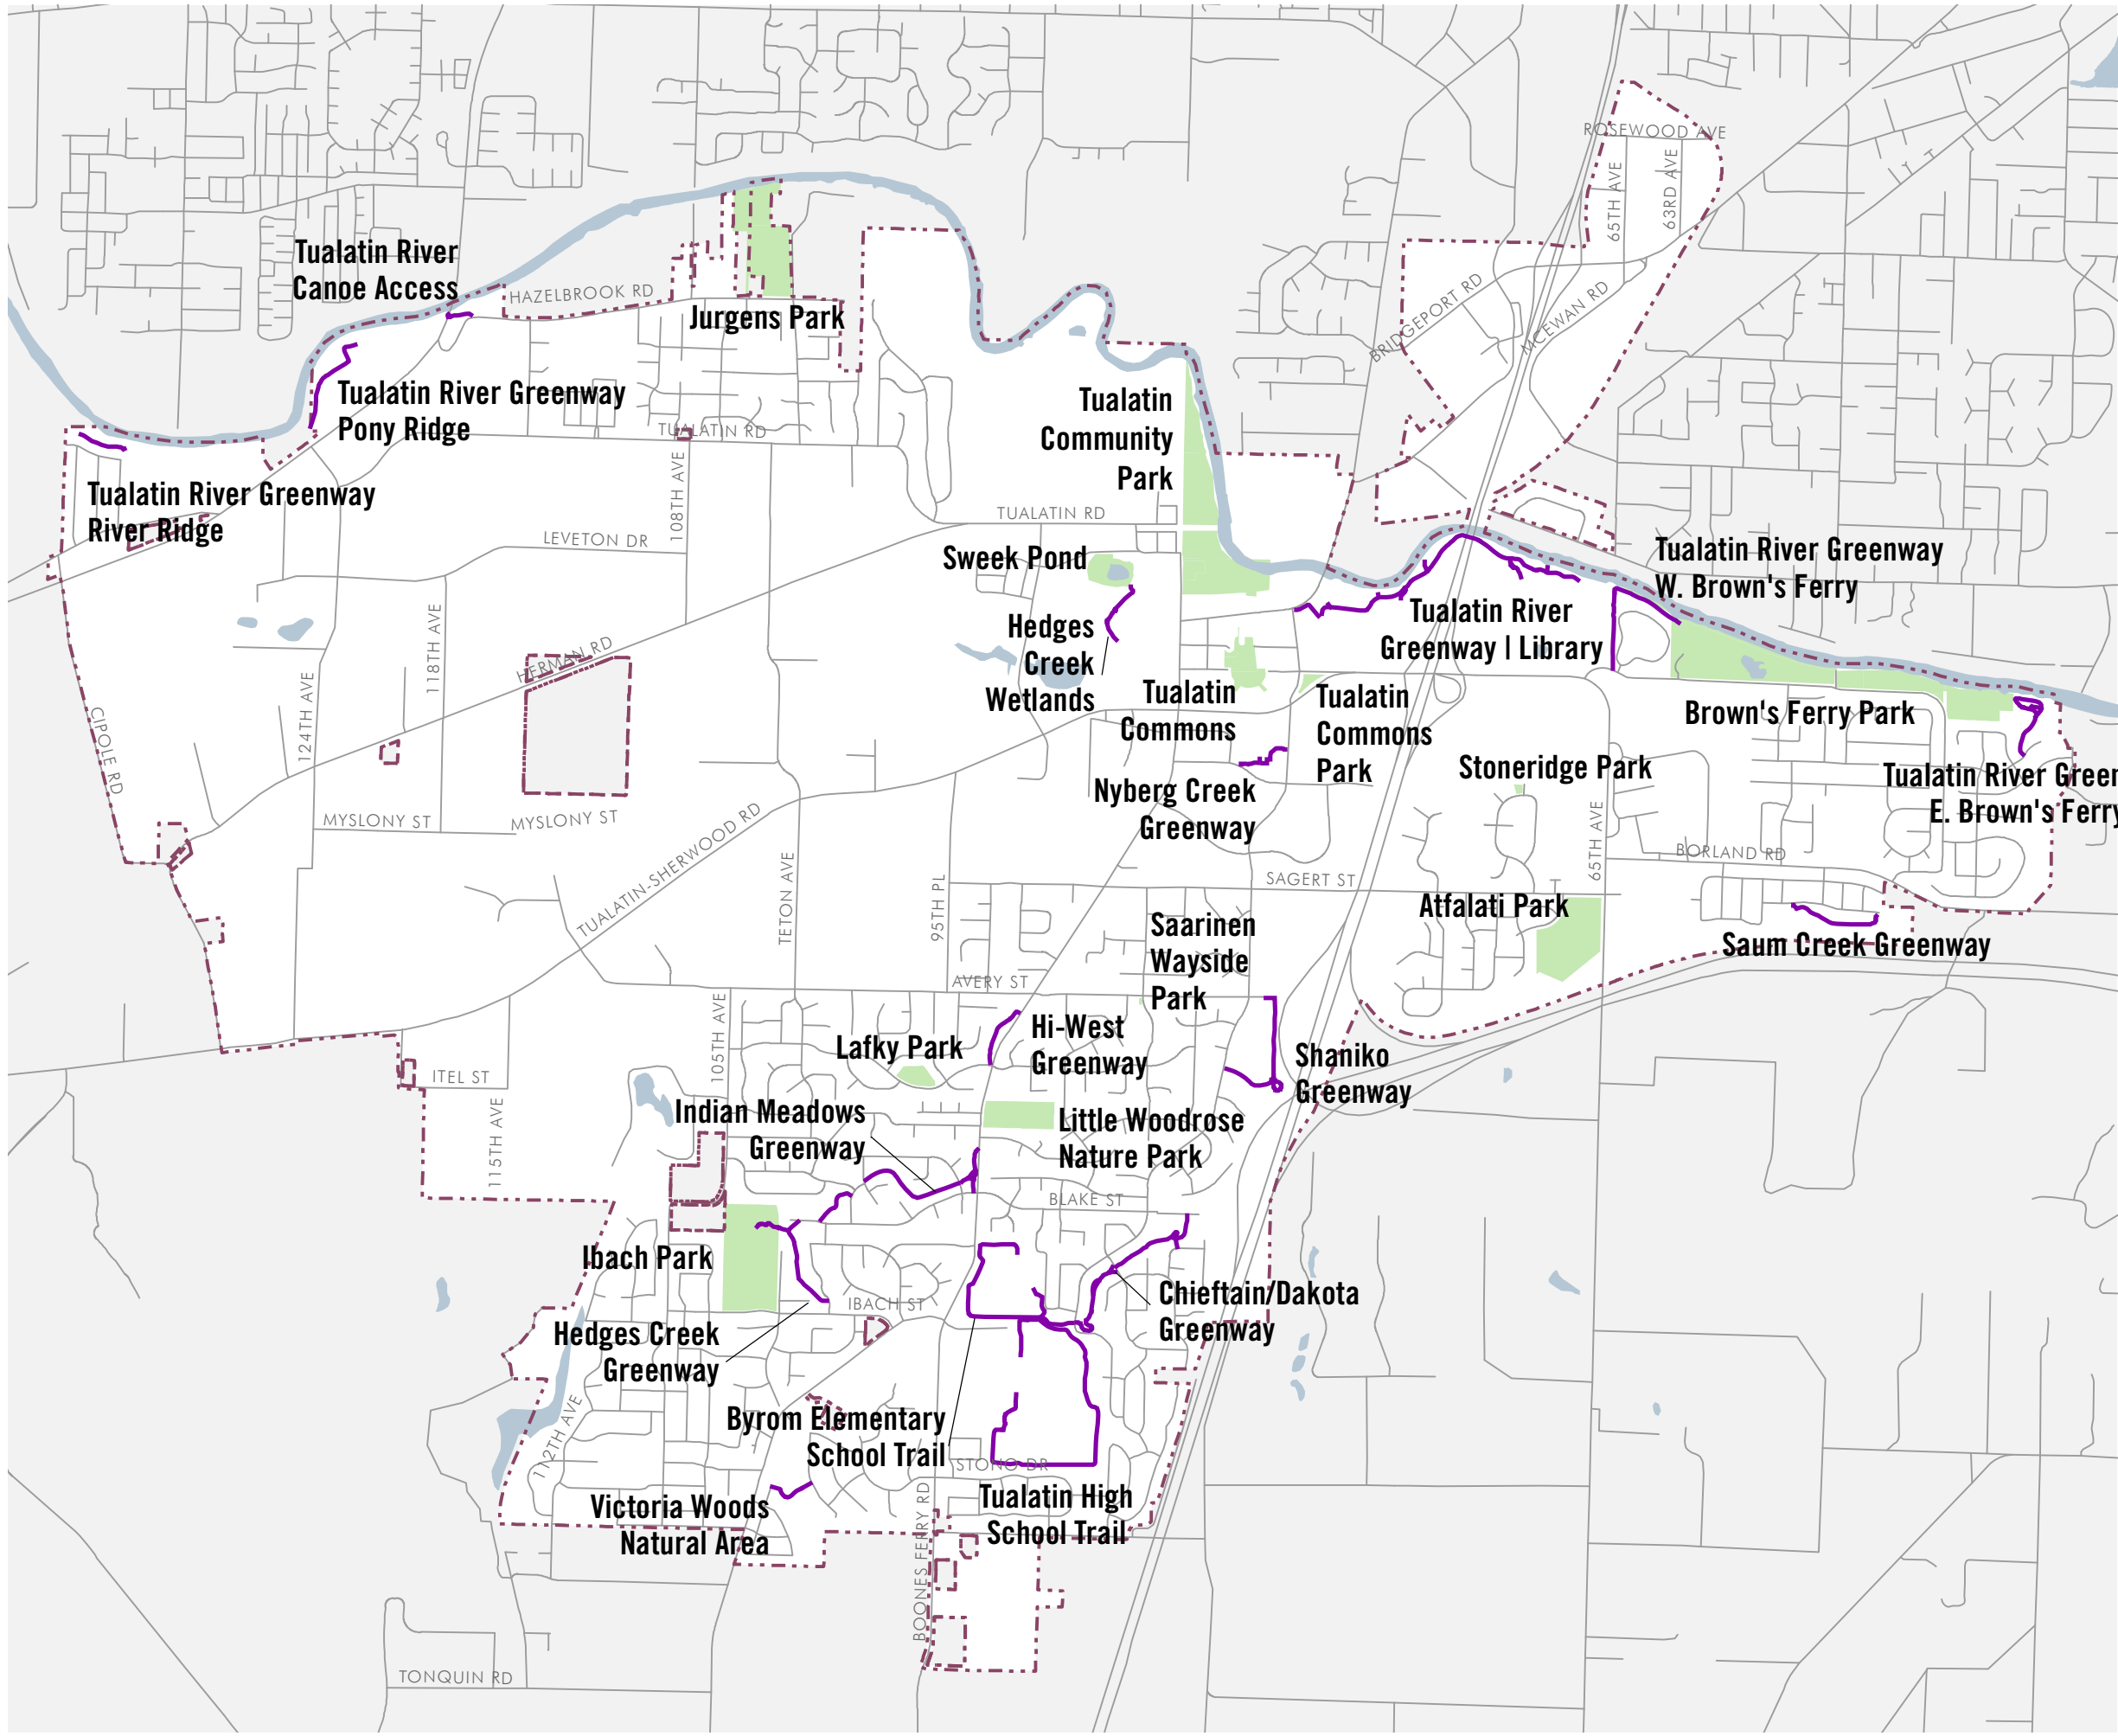 ROSEWOOD AVE
65TH AVE
63RD AVE
Tualatin River
Canoe Access
HAZELBROOK RD
Jurgens Park
BRIDGEPORT RD
MCEWAN RD
Tualatin River Greenway
Pony Ridge
TUALATIN RD
108TH AVE
Tualatin
Community
Park
Tualatin River Greenway
River Ridge
TUALATIN RD
LEVETON DR
Sweek Pond
Tualatin River Greenway
W. Brown's Ferry
Hedges
Creek
Wetlands
Tualatin River
Greenway | Library
118TH AVE
HERMAN RD
124TH AVE
CIPOLE RD
Tualatin
Commons
Tualatin
Commons
Park
Brown's Ferry Park
Stoneridge Park
Tualatin River Green
E. Brown's Ferry
Nyberg Creek
Greenway
MYSLONY ST
MYSLONY ST
TUALATIN-SHERWOOD RD
TETON AVE
95TH PL
65TH AVE
BORLAND RD
SAGERT ST
Atfalati Park
Saarinen
Wayside
Park
Saum Creek Greenway
AVERY ST
105TH AVE
Hi-West
Greenway
Lafky Park
Shaniko
Greenway
ITEL ST
115TH AVE
Indian Meadows
Greenway
Little Woodrose
Nature Park
BLAKE ST
Ibach Park
IBACH ST
Chieftain/Dakota
Greenway
Hedges Creek
Greenway
112TH AVE
Byrom Elementary
School Trail
STONO DR
Victoria Woods
Natural Area
Tualatin High
School Trail
BOONES FERRY RD
TONQUIN RD